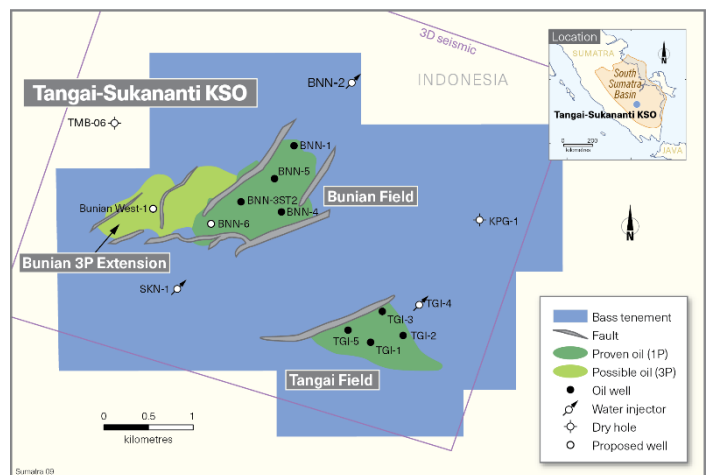 3D seismic
Location
SUMATRA
N
South
Sumatra
Basin
Tangai-Sukananti KSO
0 200
kilometres
JAVA
BNN-2
INDONESIA
Tangai-Sukananti KSO
TMB-06
BNN-1
BNN-5
Bunian West-1
BNN-3ST2
Bunian Field
BNN-4
BNN-6
KPG-1
N
Bunian 3P Extension
SKN-1
TGI-4
TGI-3
TGI-5
TGI-2
TGI-1
Tangai Field
Bass tenement
Fault
Proven oil (1P)
Possible oil (3P)
Oil well
Water injector
Dry hole
Proposed well
0 0.5 1
kilometres
Sumatra 09